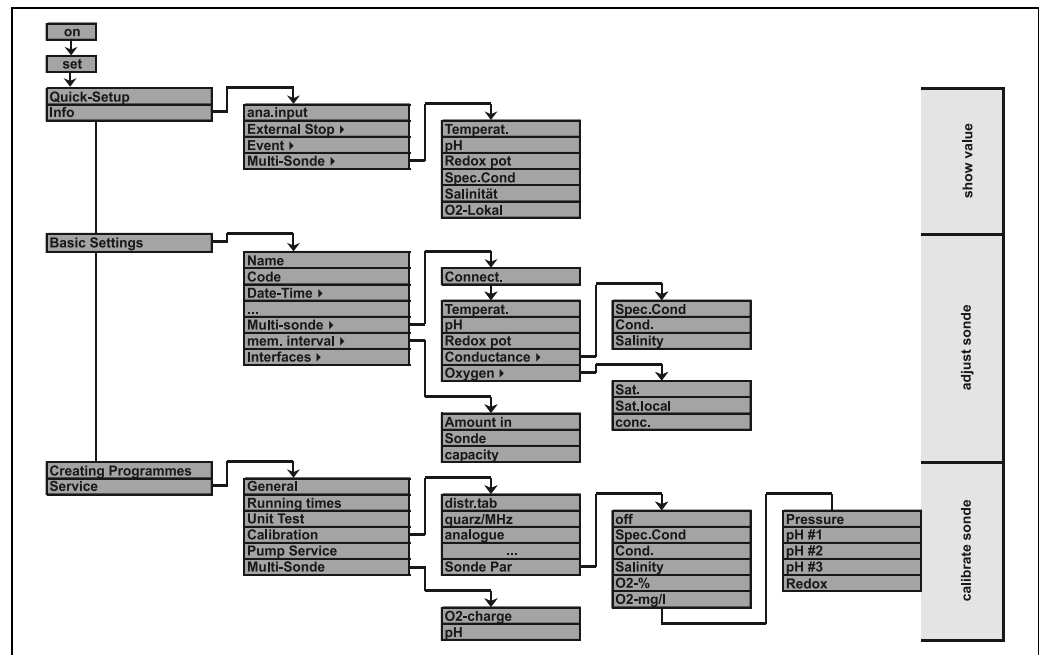 on
set
Quick-Setup
Info
ana.input
External Stop ▸
Event ▸
Multi-Sonde ▸
Temperat.
pH
Redox pot
Spec.Cond
Salinität
O2-Lokal
show value
Basic Settings
Name
Code
Date-Time ▸
...
Multi-sonde ▸
mem. interval ▸
Interfaces ▸
Connect.
Temperat.
pH
Redox pot
Conductance ▸
Oxygen ▸
Spec.Cond
Cond.
Salinity
Sat.
Sat.local
conc.
Amount in
Sonde
capacity
adjust sonde
Creating Programmes
Service
General
Running times
Unit Test
Calibration
Pump Service
Multi-Sonde
distr.tab
quarz/MHz
analogue
...
Sonde Par
O2-charge
pH
off
Spec.Cond
Cond.
Salinity
O2-%
O2-mg/l
Pressure
pH #1
pH #2
pH #3
Redox
calibrate sonde